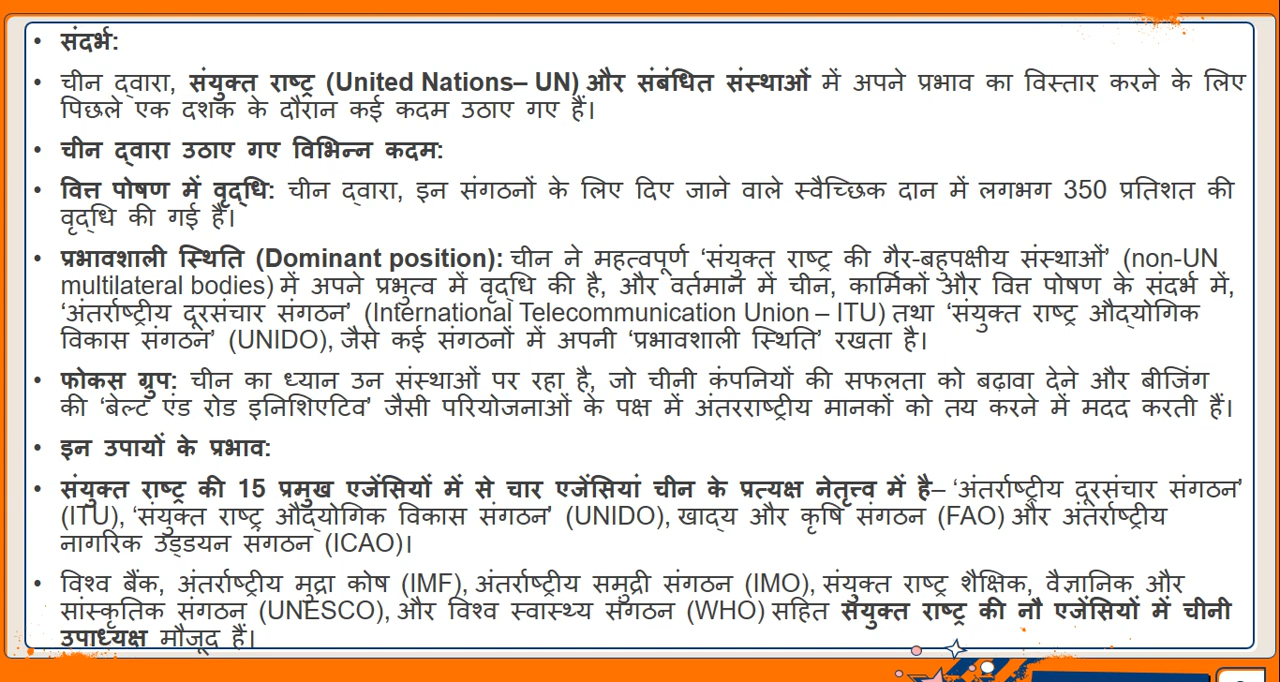 • संदर्भ:
• चीन द्वारा, संयुक्त राष्ट्र (United Nations– UN) और संबंधित संस्थाओं में अपने प्रभाव का विस्तार करने के लिए
पिछले एक दशक के दौरान कई कदम उठाए गए हैं।
• चीन द्वारा उठाए गए विभिन्न कदम:
• वित्त पोषण में वृद्धि: चीन द्वारा, इन संगठनों के लिए दिए जाने वाले स्वैच्छिक दान में लगभग 350 प्रतिशत की
वृद्धि की गई है।
• प्रभावशाली स्थिति (Dominant position): चीन ने महत्वपूर्ण ‘संयुक्त राष्ट्र की गैर-बहुपक्षीय संस्थाओं’ (non-UN
multilateral bodies) में अपने प्रभुत्व में वृद्धि की है, और वर्तमान में चीन, कार्मिकों और वित्त पोषण के संदर्भ में,
‘अंतर्राष्ट्रीय दूरसंचार संगठन’ (International Telecommunication Union – ITU) तथा ‘संयुक्त राष्ट्र औद्योगिक
विकास संगठन’ (UNIDO), जैसे कई संगठनों में अपनी ‘प्रभावशाली स्थिति’ रखता है।
• फोकस ग्रुप: चीन का ध्यान उन संस्थाओं पर रहा है, जो चीनी कंपनियों की सफलता को बढ़ावा देने और बीजिंग
की ‘बेल्ट एंड रोड इनिशिएटिव’ जैसी परियोजनाओं के पक्ष में अंतरराष्ट्रीय मानकों को तय करने में मदद करती हैं।
• इन उपायों के प्रभाव:
• संयुक्त राष्ट्र की 15 प्रमुख एजेंसियों में से चार एजेंसियां चीन के प्रत्यक्ष नेतृत्त्व में है– ‘अंतर्राष्ट्रीय दूरसंचार संगठन’
(ITU), ‘संयुक्त राष्ट्र औद्योगिक विकास संगठन’ (UNIDO), खाद्य और कृषि संगठन (FAO) और अंतर्राष्ट्रीय
नागरिक उड्डयन संगठन (ICAO)।
• विश्व बैंक, अंतर्राष्ट्रीय मुद्रा कोष (IMF), अंतर्राष्ट्रीय समुद्री संगठन (IMO), संयुक्त राष्ट्र शैक्षिक, वैज्ञानिक और
सांस्कृतिक संगठन (UNESCO), और विश्व स्वास्थ्य संगठन (WHO) सहित संयुक्त राष्ट्र की नौ एजेंसियों में चीनी
उपाध्यक्ष मौजूद हैं।